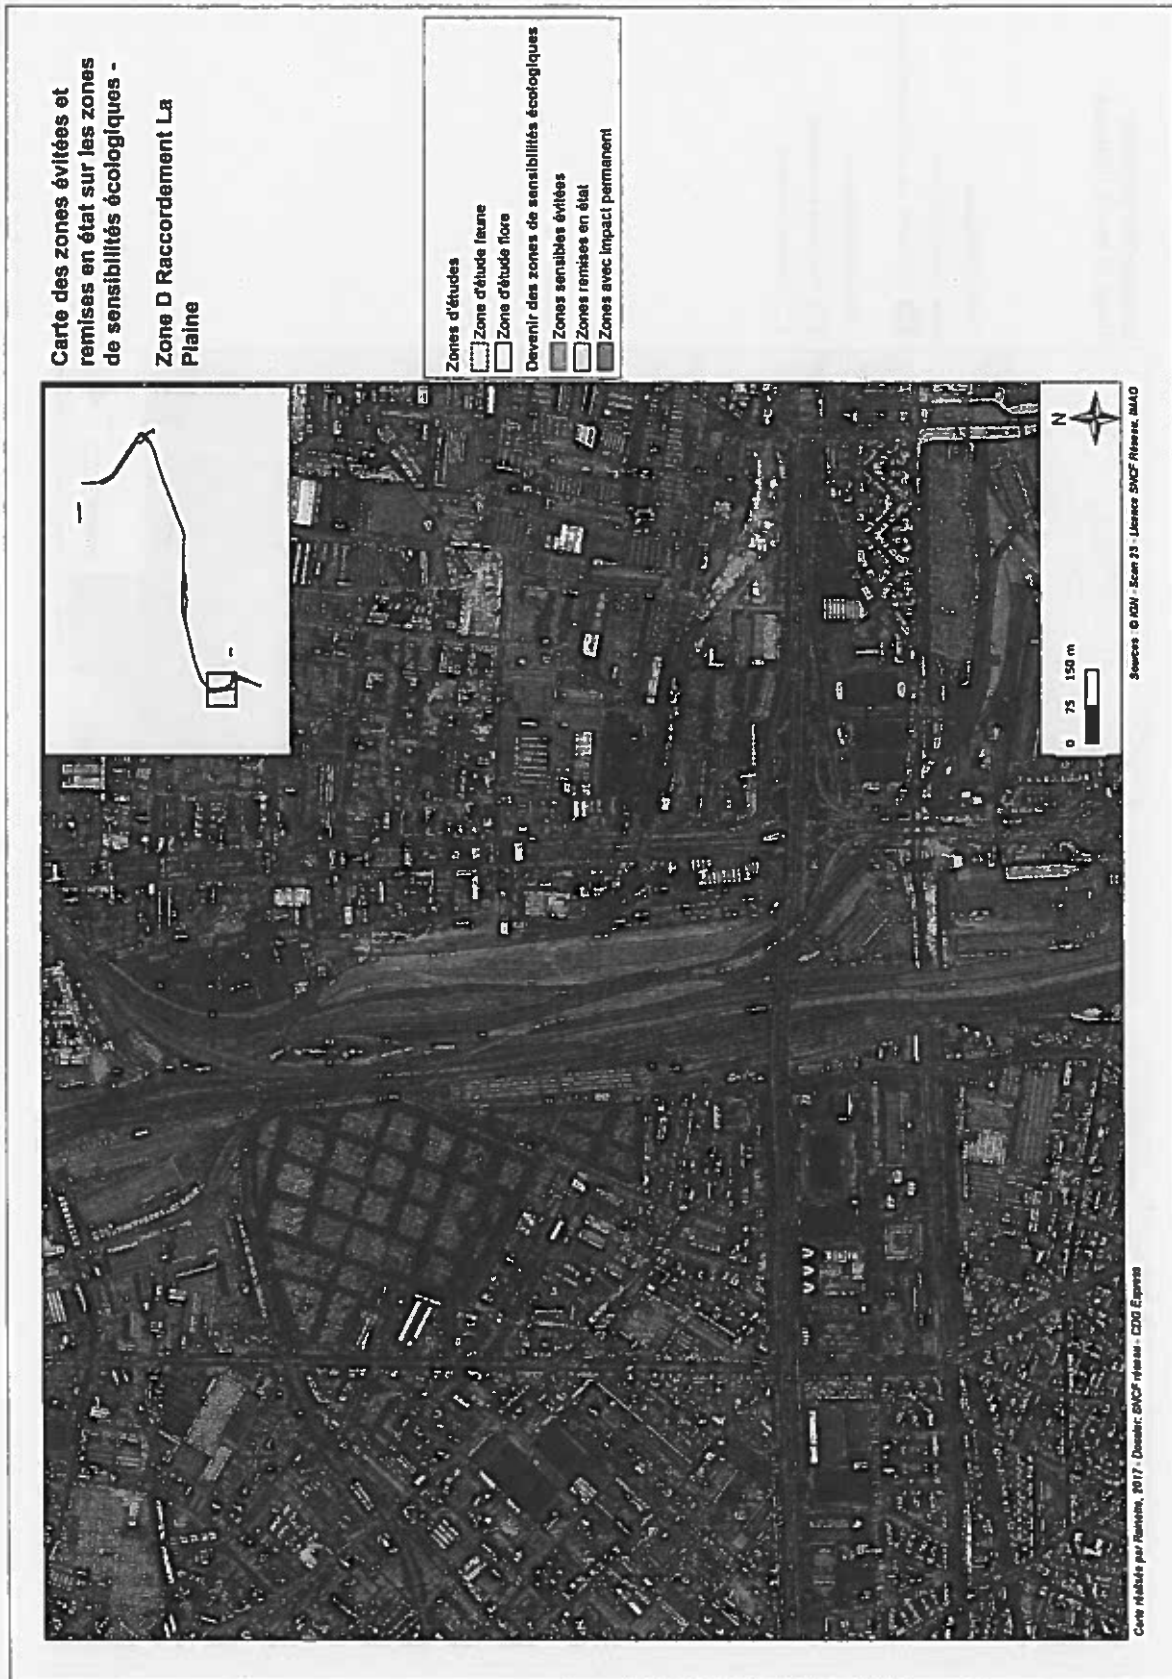 Carte des zones évitées et
remises en état sur les zones
de sensibilités écologiques -
Zone D Raccordement La
Plaine
Zones d'études
Zone d'étude faune
Zone d'étude flore
Devenir des zones de sensibilités écologiques
Zones sensibles évitées
Zones remises en état
Zones avec impact permanent
N
0 75 150 m
Carte réalisée par Rainette, 2017 - Dossier: SNCF réseau - CDG Express
Sources : © IGN - Scan 25 - Licence SNCF Réseau, IMAO